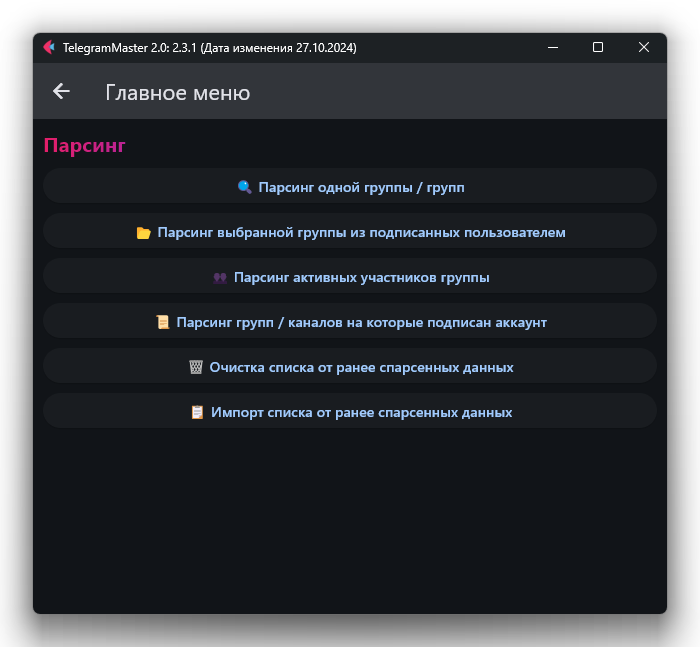 TelegramMaster 2.0: 2.3.1 (Дата изменения 27.10.2024)
Главное меню
Парсинг
Парсинг одной группы / групп
Парсинг выбранной группы из подписанных пользователем
Парсинг активных участников группы
Парсинг групп / каналов на которые подписан аккаунт
Очистка списка от ранее спарсенных данных
Импорт списка от ранее спарсенных данных